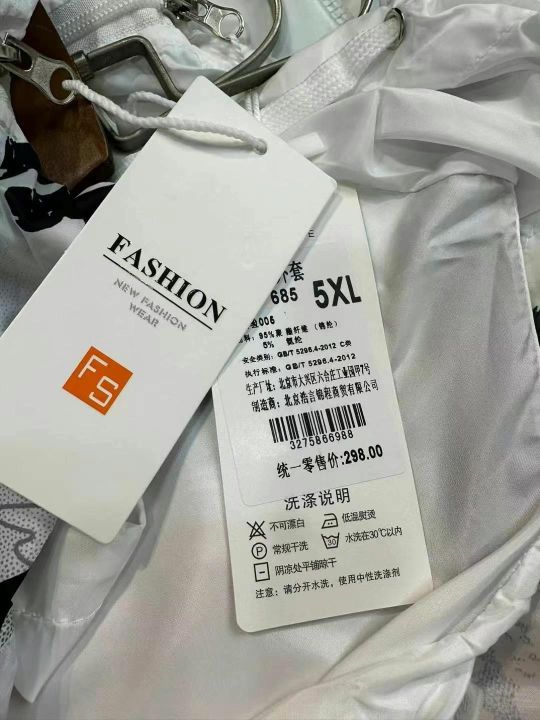 FASHION
NEW FASHION
WEAR
FS
E
套
685 5XL
006
料: 95%聚酯纤维 (锦纶)
5% 氨纶
安全类别: GB/T 5296.4-2012 C类
执行标准: GB/T 5296.4-2012
生产厂址: 北京市大兴区六合庄工业园甲7号
制造商: 北京浩言锦程商贸有限公司
3275866988
统一零售价:298.00
洗涤说明
不可漂白 低温熨烫
P 常规干洗 30 水洗在30℃以内
阴凉处平铺晾干
注意: 请分开水洗, 使用中性洗涤剂